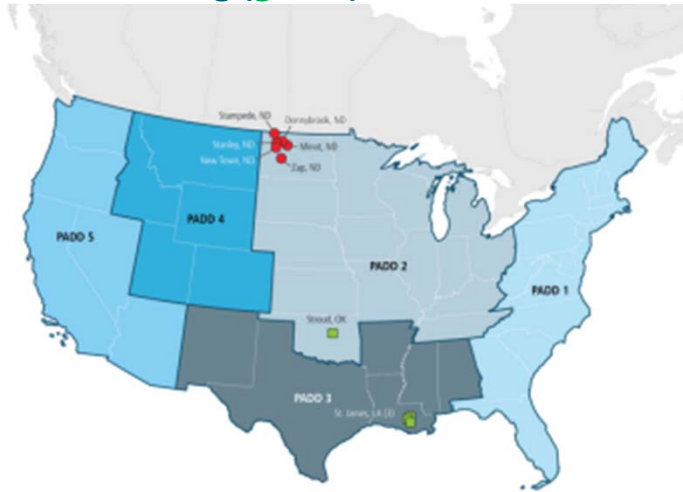 Stampede, ND
Donnybrook, ND
Stanley, ND
Minot, ND
New Town, ND
Zap, ND
PADD 4
PADD 5
PADD 2
PADD 1
Stroud, OK
PADD 3
St. James, LA (3)